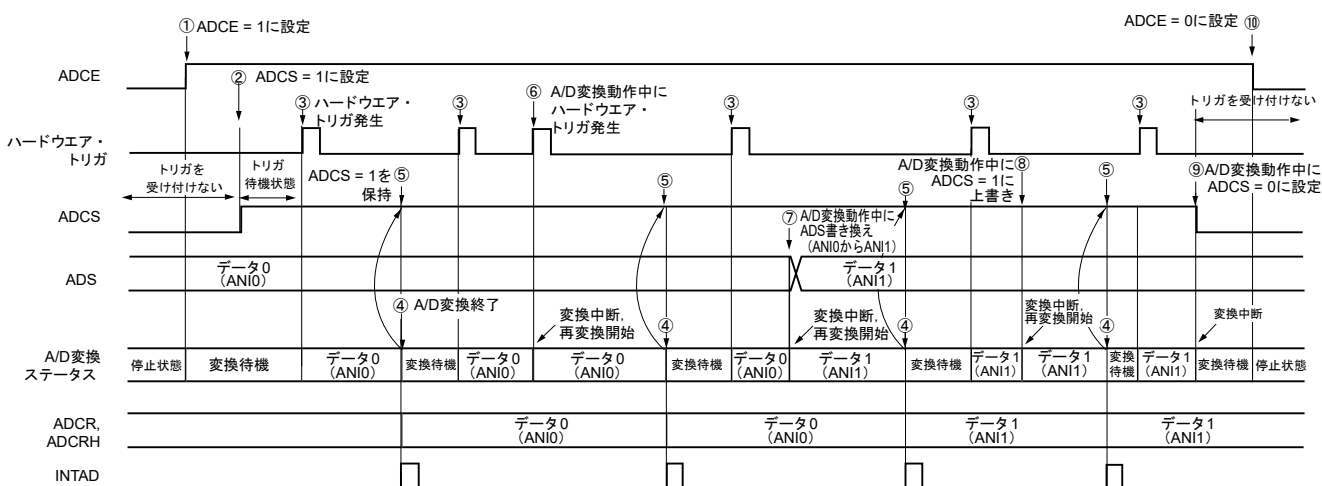 ① ADCE = 1に設定
ADCE = 0に設定 ⑩
ADCE
② ADCS = 1に設定
③ ハードウエア・
トリガ発生
③
⑥ A/D変換動作中に
ハードウエア・
トリガ発生
③
③
③
トリガを受け付けない
ハードウエア・
トリガ
トリガを
受け付けない
トリガ
待機状態
ADCS = 1を ⑤
保持
⑤
⑤
A/D変換動作中に ⑧
ADCS = 1に
上書き
⑤
⑨ A/D変換動作中に
ADCS = 0に設定
ADCS
⑦ A/D変換動作中に
ADS書き換え
(ANI0からANI1)
ADS
データ0
(ANI0)
データ1
(ANI1)
④ A/D変換終了
変換中断,
再変換開始
④
変換中断,
再変換開始
④
変換中断,
再変換開始
④
変換中断
A/D変換
ステータス
停止状態
変換待機
データ0
(ANI0)
変換待機
データ0
(ANI0)
データ0
(ANI0)
変換待機
データ0
(ANI0)
データ1
(ANI1)
変換待機
データ1
(ANI1)
データ1
(ANI1)
変換
待機
データ1
(ANI1)
変換待機
停止状態
ADCR,
ADCRH
データ0
(ANI0)
データ0
(ANI0)
データ1
(ANI1)
データ1
(ANI1)
INTAD